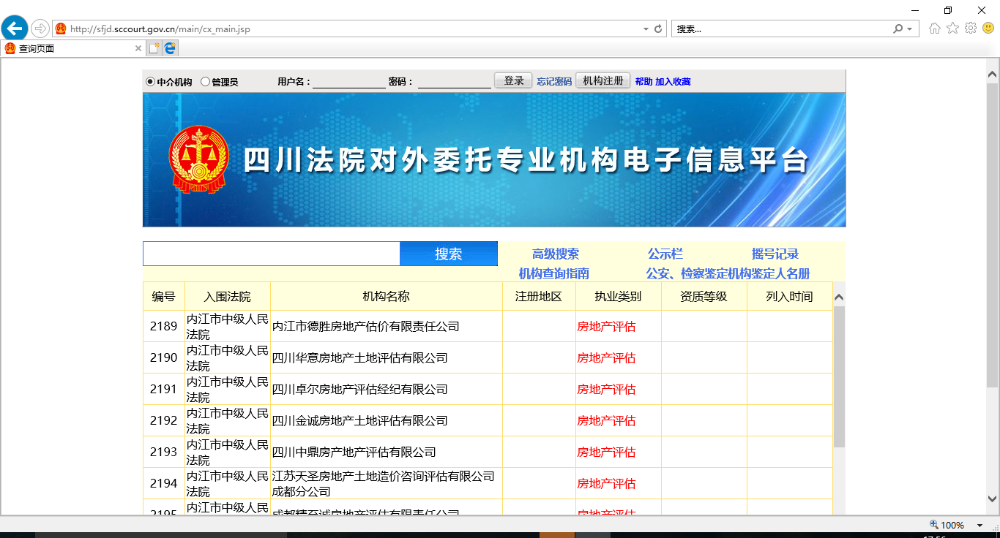 http://sfjd.sccourt.gov.cn/main/cx_main.jsp
搜索...
查询页面
中介机构 管理员 用户名： 密码： 登录 忘记密码 机构注册 帮助 加入收藏
四川法院对外委托专业机构电子信息平台
搜索
高级搜索 公示栏 摇号记录
机构查询指南 公安、检察鉴定机构鉴定人名册
编号 入围法院 机构名称 注册地区 执业类别 资质等级 列入时间
2189 内江市中级人民法院 内江市德胜房地产估价有限责任公司 房地产评估
2190 内江市中级人民法院 四川华意房地产土地评估有限公司 房地产评估
2191 内江市中级人民法院 四川卓尔房地产评估经纪有限公司 房地产评估
2192 内江市中级人民法院 四川金诚房地产土地评估有限公司 房地产评估
2193 内江市中级人民法院 四川中鼎房产地产评估有限公司 房地产评估
2194 内江市中级人民法院 江苏天圣房地产土地造价咨询评估有限公司成都分公司 房地产评估
2195 内江市中级人民 成都精至诚房地产评估有限责任公司 房地产评估
100%